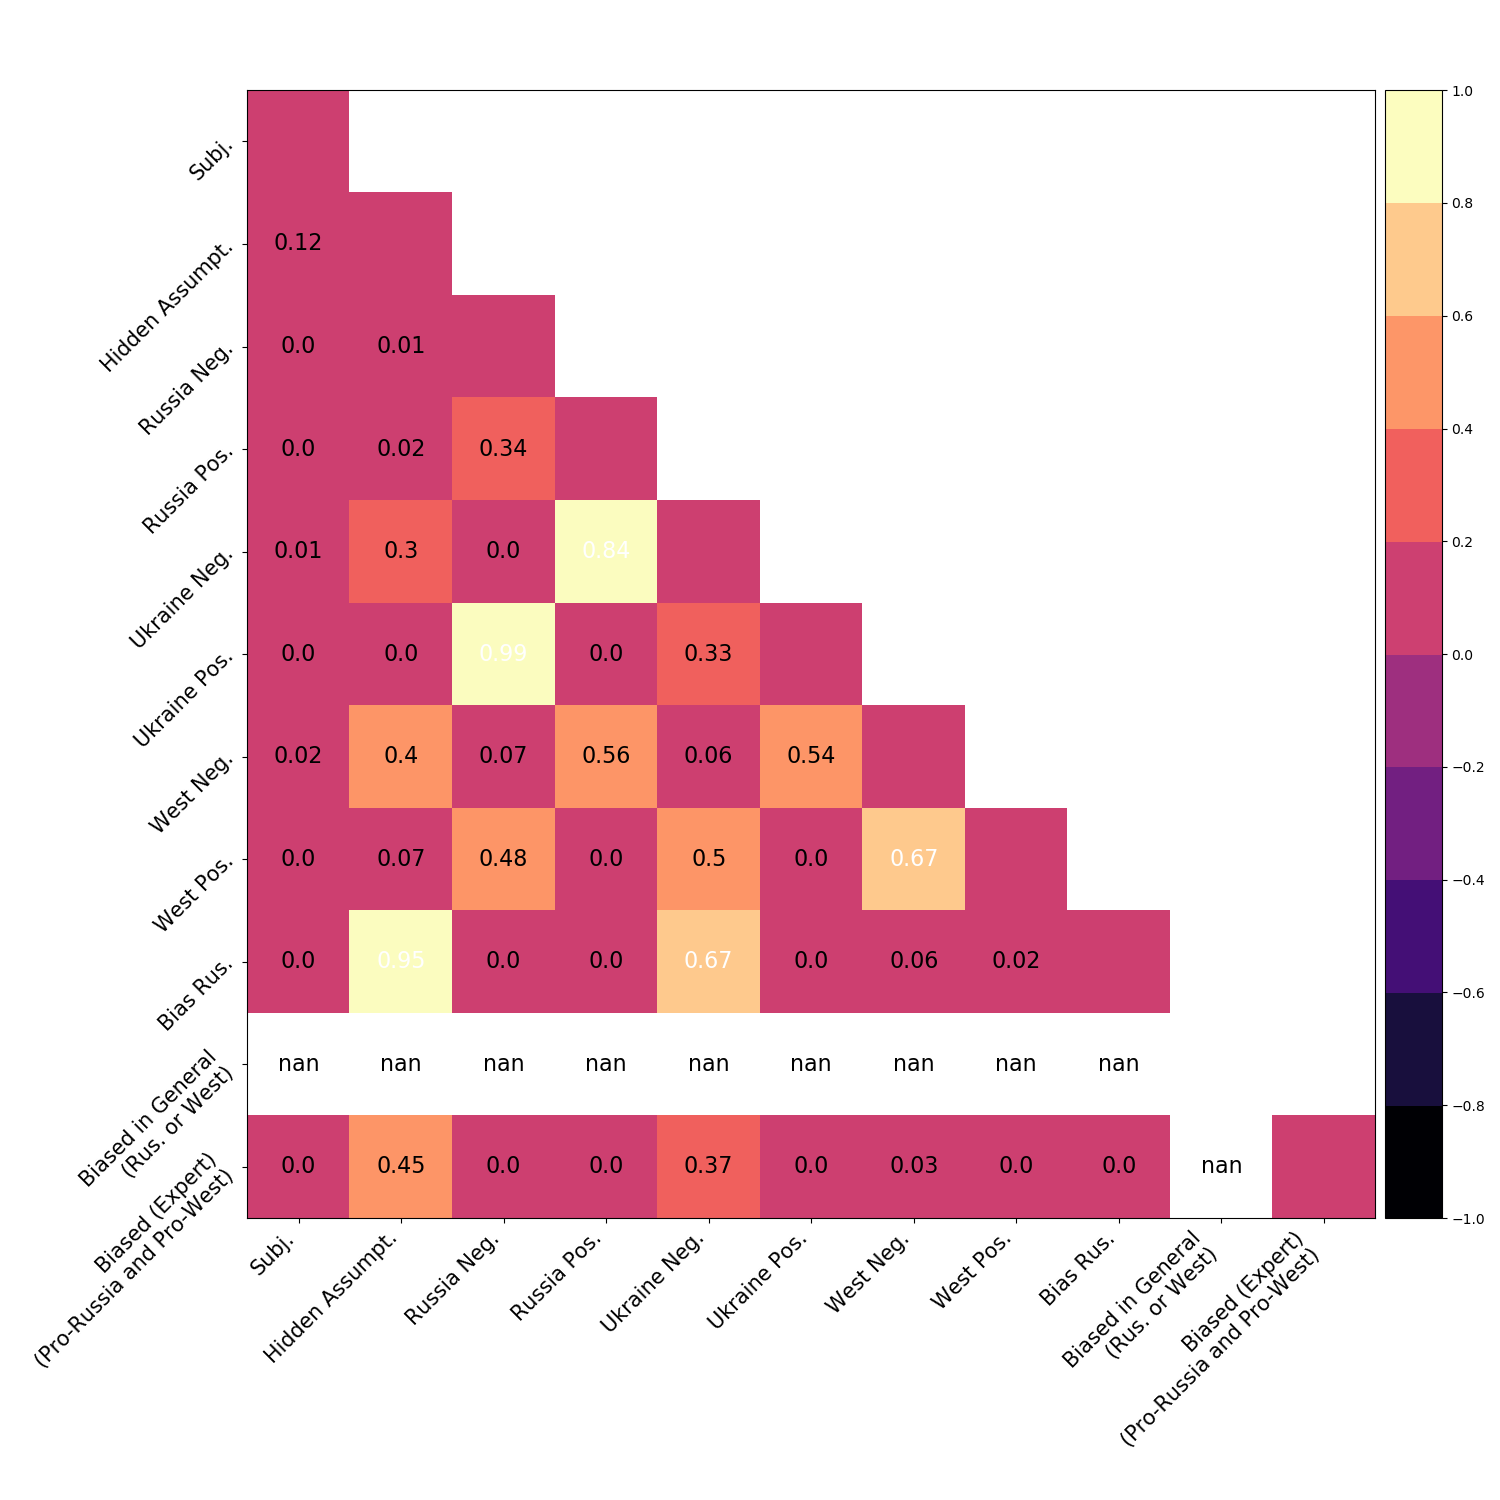 1.0
0.8
0.6
0.4
0.2
0.0
−0.2
−0.4
−0.6
−0.8
−1.0
Subj.
Hidden Assumpt. 0.12
Russia Neg. 0.0 0.01
Russia Pos. 0.0 0.02 0.34
Ukraine Neg. 0.01 0.3 0.0 0.84
Ukraine Pos. 0.0 0.0 0.99 0.0 0.33
West Neg. 0.02 0.4 0.07 0.56 0.06 0.54
West Pos. 0.0 0.07 0.48 0.0 0.5 0.0 0.67
Bias Rus. 0.0 0.95 0.0 0.0 0.67 0.0 0.06 0.02
Biased in General
(Rus. or West)
nan nan nan nan nan nan nan nan nan
Biased (Expert)
(Pro-Russia and Pro-West)
0.0 0.45 0.0 0.0 0.37 0.0 0.03 0.0 0.0 nan
Subj.
Hidden Assumpt.
Russia Neg.
Russia Pos.
Ukraine Neg.
Ukraine Pos.
West Neg.
West Pos.
Bias Rus.
Biased in General
(Rus. or West)
Biased (Expert)
(Pro-Russia and Pro-West)